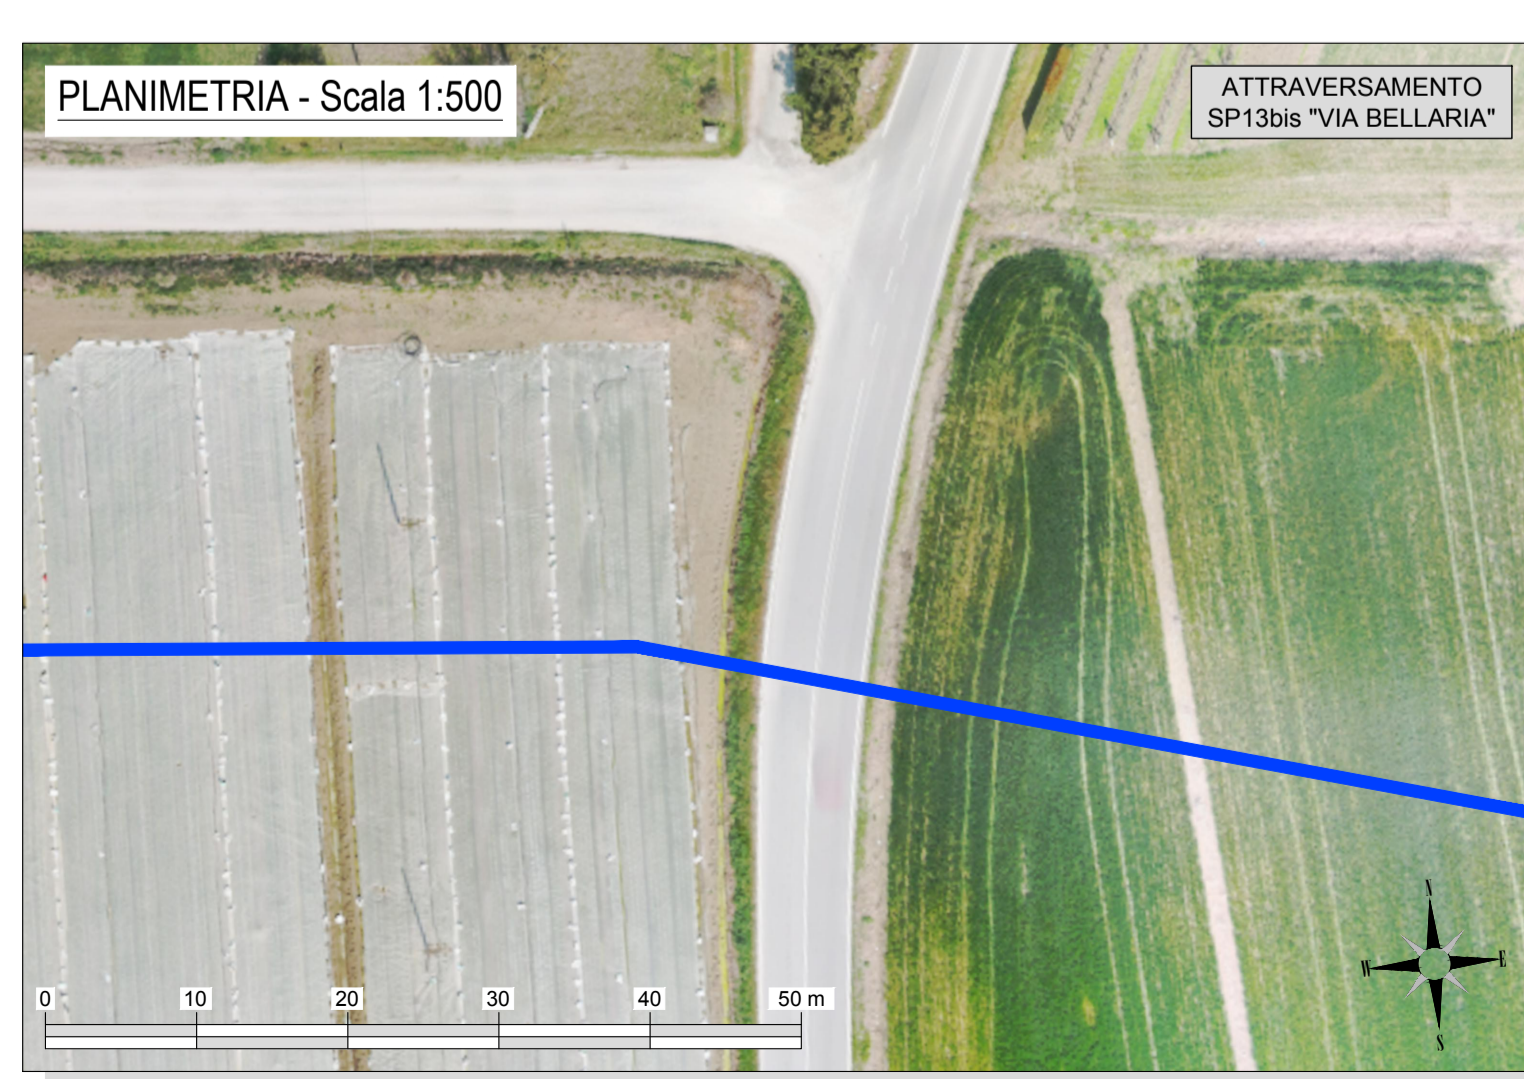 PLANIMETRIA - Scala 1:500
ATTRAVERSAMENTO
SP13bis "VIA BELLARIA"
N
W E
S
0 10 20 30 40 50 m